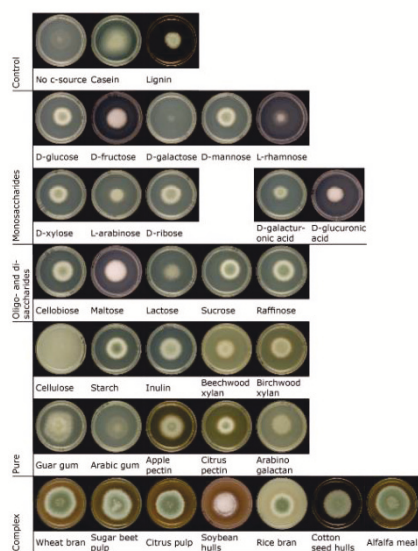 Control
No c-source Casein Lignin
Monosaccharides
D-glucose D-fructose D-galactose D-mannose L-rhamnose
D-xylose L-arabinose D-ribose D-galactur-
onic acid D-glucuronic
acid
Oligo- and di-
saccharides
Cellobiose Maltose Lactose Sucrose Raffinose
Pure
Cellulose Starch Inulin Beechwood
xylan Birchwood
xylan
Guar gum Arabic gum Apple
pectin Citrus
pectin Arabino
galactan
Complex
Wheat bran Sugar beet
pulp Citrus pulp Soybean
hulls Rice bran Cotton
seed hulls Alfalfa meal